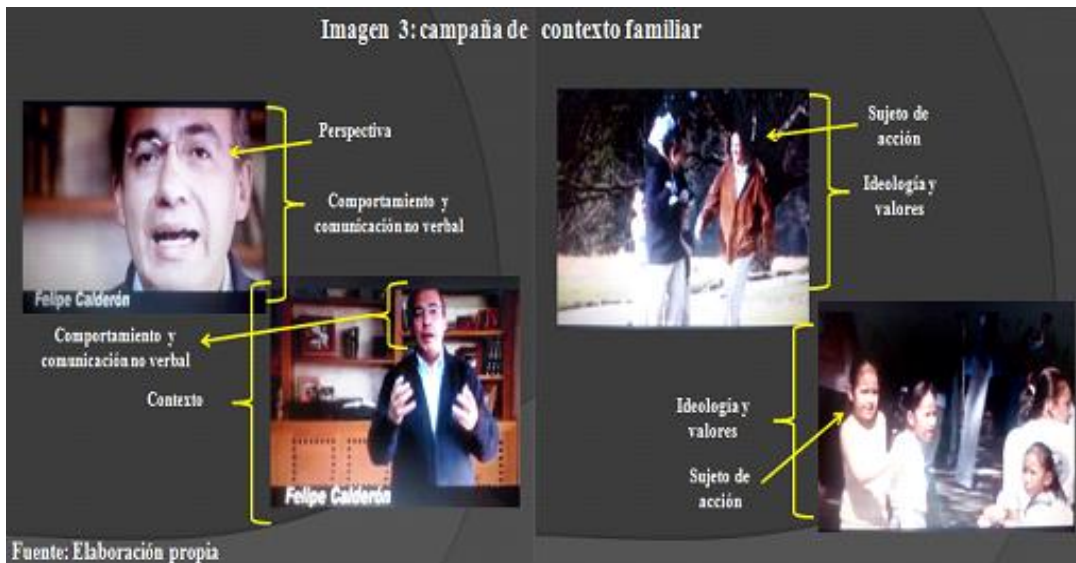 Imagen 3: campaña de contexto familiar
Perspectiva
Comportamiento y
comunicación no verbal
Felipe Calderón
Comportamiento y
comunicación no verbal
Contexto
Felipe Calderón
Sujeto de
acción
Ideología y
valores
Ideología y
valores
Sujeto de
acción
Fuente: Elaboración propia